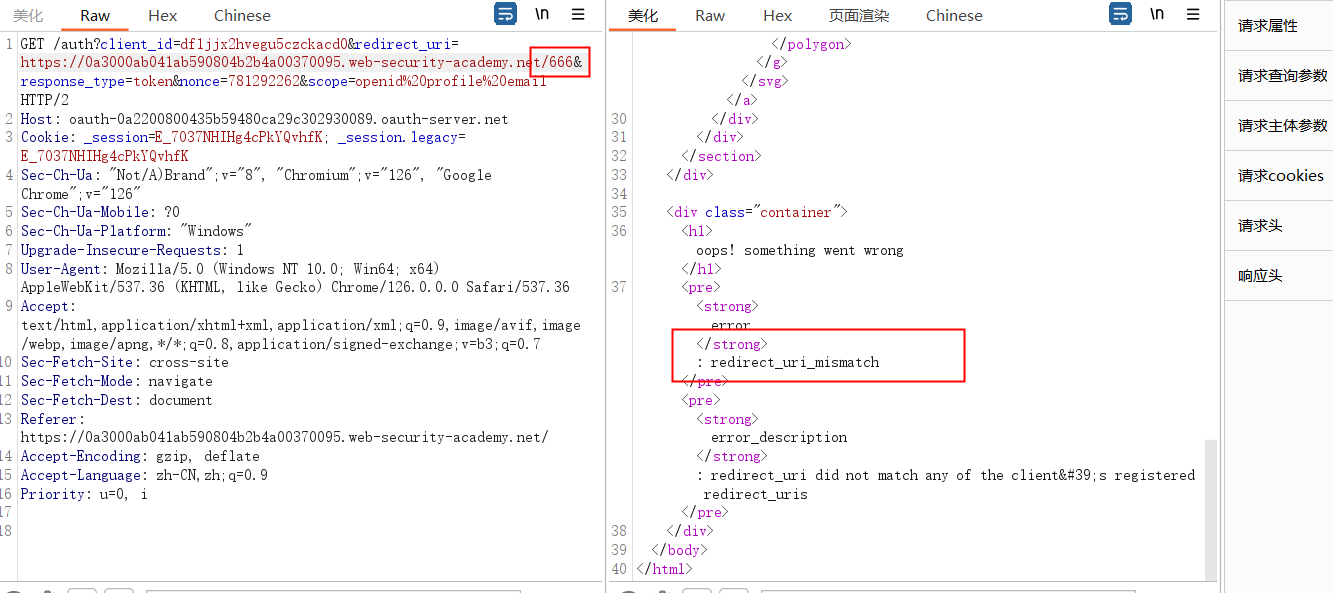 美化 Raw Hex Chinese \n ☰
1 GET /auth?client_id=df1jjx2hvegu5czckacd0&redirect_uri=
https://0a3000ab041ab590804b2b4a00370095.web-security-academy.net/666&
response_type=token&nonce=781292262&scope=openid%20profile%20email
HTTP/2
2 Host: oauth-0a2200800435b59480ca29c302930089.oauth-server.net
3 Cookie: _session=E_7037NHIHg4cPkYQvhfK; _session.legacy=
E_7037NHIHg4cPkYQvhfK
4 Sec-Ch-Ua: "Not/A)Brand";v="8", "Chromium";v="126", "Google
Chrome";v="126"
5 Sec-Ch-Ua-Mobile: ?0
6 Sec-Ch-Ua-Platform: "Windows"
7 Upgrade-Insecure-Requests: 1
8 User-Agent: Mozilla/5.0 (Windows NT 10.0; Win64; x64)
AppleWebKit/537.36 (KHTML, like Gecko) Chrome/126.0.0.0 Safari/537.36
9 Accept:
text/html,application/xhtml+xml,application/xml;q=0.9,image/avif,image
/webp,image/apng,*/*;q=0.8,application/signed-exchange;v=b3;q=0.7
10 Sec-Fetch-Site: cross-site
11 Sec-Fetch-Mode: navigate
12 Sec-Fetch-Dest: document
13 Referer:
https://0a3000ab041ab590804b2b4a00370095.web-security-academy.net/
14 Accept-Encoding: gzip, deflate
15 Accept-Language: zh-CN,zh;q=0.9
16 Priority: u=0, i
17
18
美化 Raw Hex 页面渲染 Chinese \n ☰
</polygon>
</g>
</svg>
</a>
30 </div>
31 </div>
32 </section>
33 </div>
34
35 <div class="container">
36 <h1>
oops! something went wrong
</h1>
37 <pre>
<strong>
error
</strong>
: redirect_uri_mismatch
</pre>
<pre>
<strong>
error_description
</strong>
: redirect_uri did not match any of the client&#39;s registered
redirect_uris
</pre>
38 </div>
39 </body>
40 </html>
请求属性
请求查询参数
请求主体参数
请求cookies
请求头
响应头